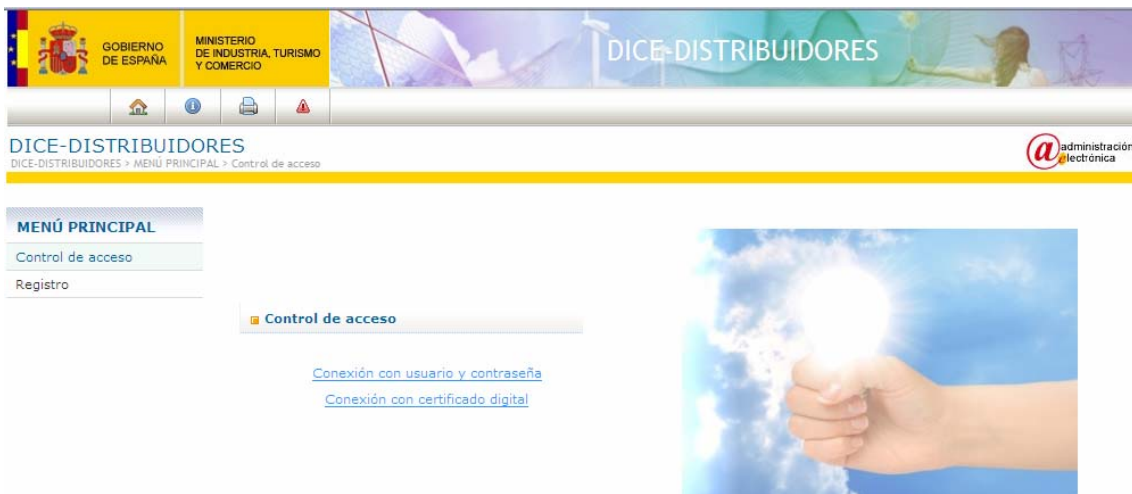 GOBIERNO
DE ESPAÑA
MINISTERIO
DE INDUSTRIA, TURISMO
Y COMERCIO
DICE-DISTRIBUIDORES
DICE-DISTRIBUIDORES
DICE-DISTRIBUIDORES > MENÚ PRINCIPAL > Control de acceso
administración
electrónica
MENÚ PRINCIPAL
Control de acceso
Registro
Control de acceso
Conexión con usuario y contraseña
Conexión con certificado digital